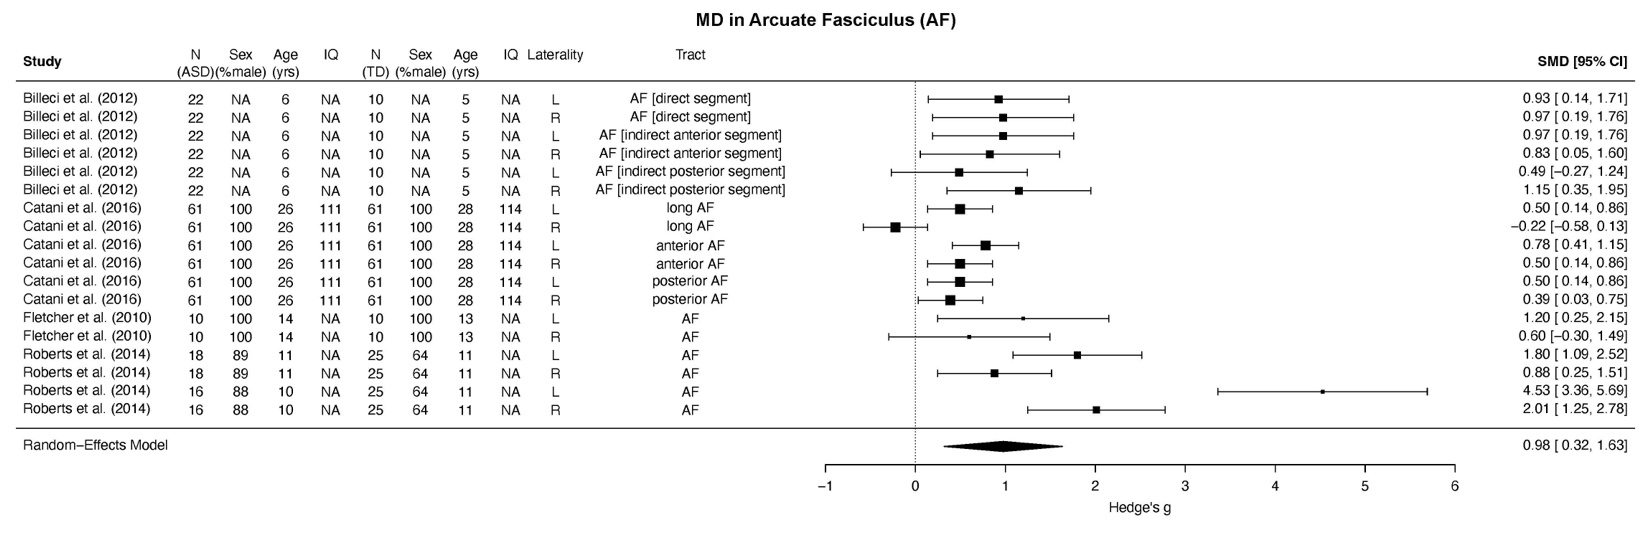 MD in Arcuate Fasciculus (AF)
Study N (ASD) Sex (%male) Age (yrs) IQ N (TD) Sex (%male) Age (yrs) IQ Laterality Tract SMD [95% CI]
Billeci et al. (2012) 22 NA 6 NA 10 NA 5 NA L AF [direct segment] 0.93 [ 0.14, 1.71]
Billeci et al. (2012) 22 NA 6 NA 10 NA 5 NA R AF [direct segment] 0.97 [ 0.19, 1.76]
Billeci et al. (2012) 22 NA 6 NA 10 NA 5 NA L AF [indirect anterior segment] 0.97 [ 0.19, 1.76]
Billeci et al. (2012) 22 NA 6 NA 10 NA 5 NA R AF [indirect anterior segment] 0.83 [ 0.05, 1.60]
Billeci et al. (2012) 22 NA 6 NA 10 NA 5 NA L AF [indirect posterior segment] 0.49 [−0.27, 1.24]
Billeci et al. (2012) 22 NA 6 NA 10 NA 5 NA R AF [indirect posterior segment] 1.15 [ 0.35, 1.95]
Catani et al. (2016) 61 100 26 111 61 100 28 114 L long AF 0.50 [ 0.14, 0.86]
Catani et al. (2016) 61 100 26 111 61 100 28 114 R long AF −0.22 [−0.58, 0.13]
Catani et al. (2016) 61 100 26 111 61 100 28 114 L anterior AF 0.78 [ 0.41, 1.15]
Catani et al. (2016) 61 100 26 111 61 100 28 114 R anterior AF 0.50 [ 0.14, 0.86]
Catani et al. (2016) 61 100 26 111 61 100 28 114 L posterior AF 0.50 [ 0.14, 0.86]
Catani et al. (2016) 61 100 26 111 61 100 28 114 R posterior AF 0.39 [ 0.03, 0.75]
Fletcher et al. (2010) 10 100 14 NA 10 100 13 NA L AF 1.20 [ 0.25, 2.15]
Fletcher et al. (2010) 10 100 14 NA 10 100 13 NA R AF 0.60 [−0.30, 1.49]
Roberts et al. (2014) 18 89 11 NA 25 64 11 NA L AF 1.80 [ 1.09, 2.52]
Roberts et al. (2014) 18 89 11 NA 25 64 11 NA R AF 0.88 [ 0.25, 1.51]
Roberts et al. (2014) 16 88 10 NA 25 64 11 NA L AF 4.53 [ 3.36, 5.69]
Roberts et al. (2014) 16 88 10 NA 25 64 11 NA R AF 2.01 [ 1.25, 2.78]
Random−Effects Model 0.98 [ 0.32, 1.63]
−1 0 1 2 3 4 5 6
Hedge's g